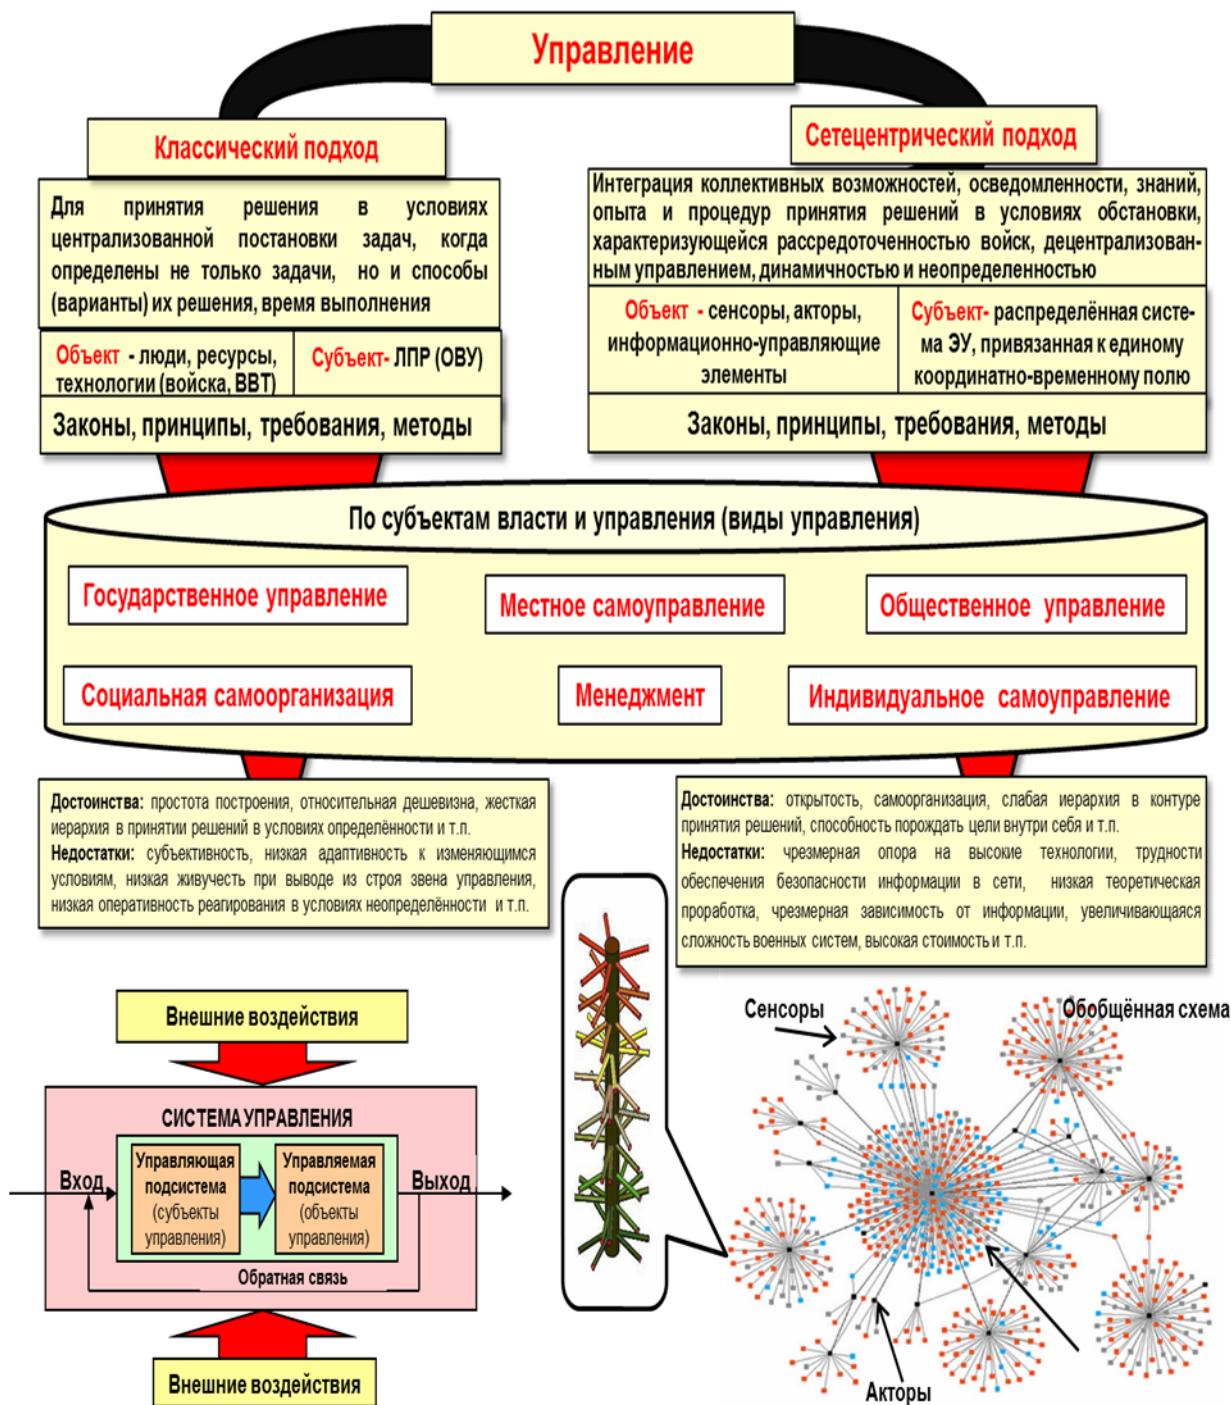 Управление
Классический подход
Для принятия решения в условиях
централизованной постановки задач, когда
определены не только задачи, но и способы
(варианты) их решения, время выполнения
Объект - люди, ресурсы,
технологии (войска, ВВТ)
Субъект- ЛПР (ОВУ)
Законы, принципы, требования, методы
Сетецентрический подход
Интеграция коллективных возможностей, осведомленности, знаний,
опыта и процедур принятия решений в условиях обстановки,
характеризующейся рассредоточенностью войск, децентрализован-
ным управлением, динамичностью и неопределенностью
Объект - сенсоры, акторы,
информационно-управляющие
элементы
Субъект- распределённая систе-
ма ЭУ, привязанная к единому
координатно-временному полю
Законы, принципы, требования, методы
По субъектам власти и управления (виды управления)
Государственное управление
Местное самоуправление
Общественное управление
Социальная самоорганизация
Менеджмент
Индивидуальное самоуправление
Достоинства: простота построения, относительная дешевизна, жесткая
иерархия в принятии решений в условиях определённости и т.п.
Недостатки: субъективность, низкая адаптивность к изменяющимся
условиям, низкая живучесть при выводе из строя звена управления,
низкая оперативность реагирования в условиях неопределённости и т.п.
Достоинства: открытость, самоорганизация, слабая иерархия в контуре
принятия решений, способность порождать цели внутри себя и т.п.
Недостатки: чрезмерная опора на высокие технологии, трудности
обеспечения безопасности информации в сети, низкая теоретическая
проработка, чрезмерная зависимость от информации, увеличивающаяся
сложность военных систем, высокая стоимость и т.п.
Внешние воздействия
СИСТЕМА УПРАВЛЕНИЯ
Вход
Управляющая
подсистема
(субъекты
управления)
Управляемая
подсистема
(объекты
управления)
Выход
Обратная связь
Внешние воздействия
Сенсоры
Обобщённая схема
Акторы